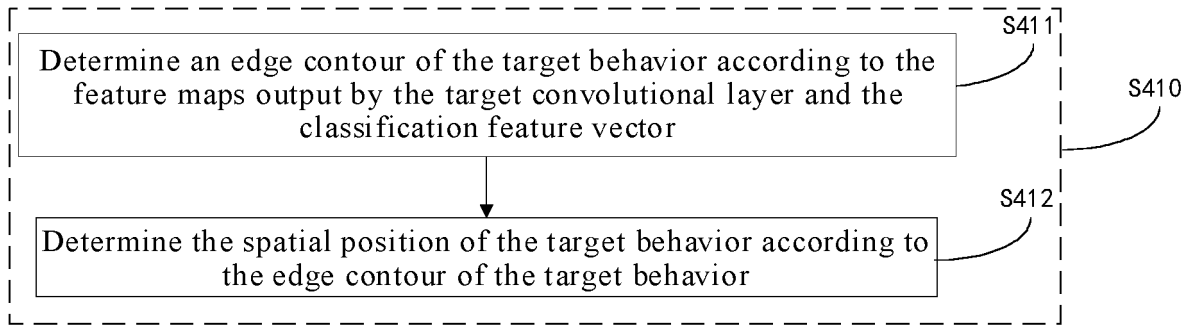 S411
Determine an edge contour of the target behavior according to the
feature maps output by the target convolutional layer and the
classification feature vector
S410
S412
Determine the spatial position of the target behavior according to
the edge contour of the target behavior